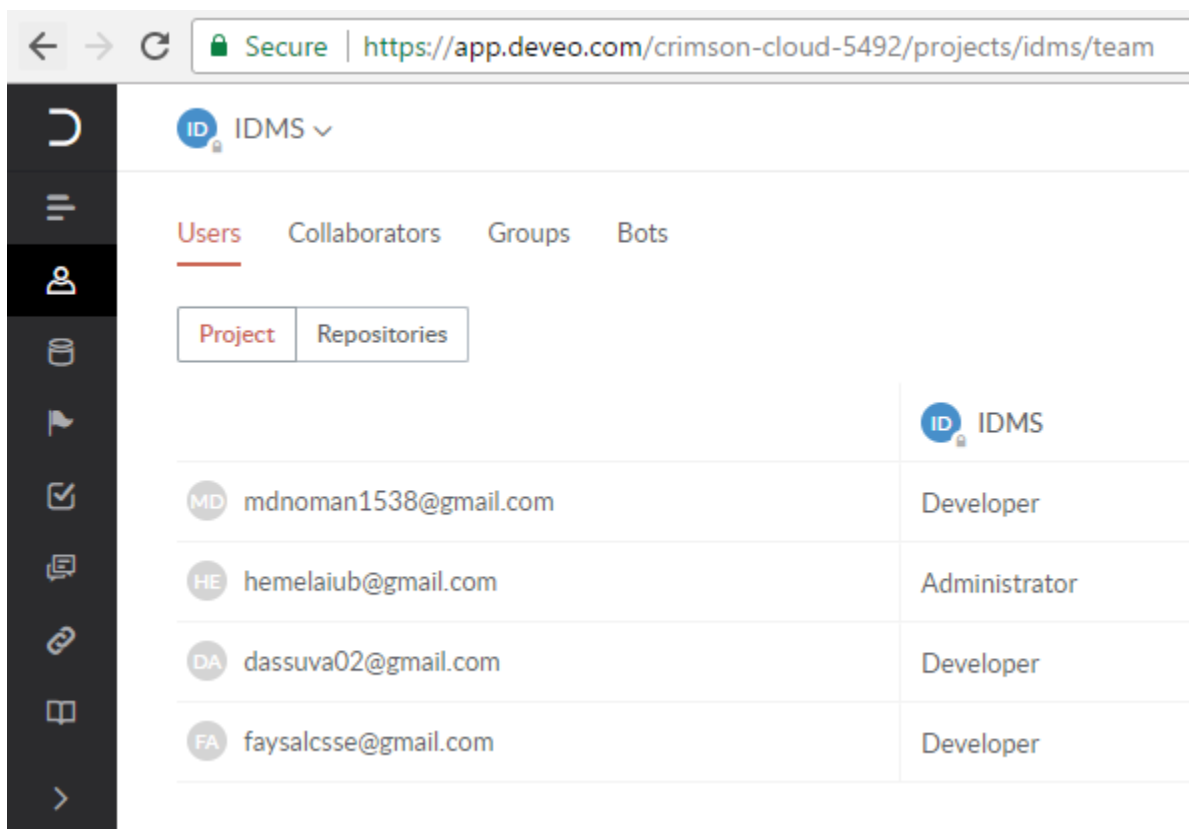 Secure | https://app.deveo.com/crimson-cloud-5492/projects/idms/team
ID IDMS
Users Collaborators Groups Bots
Project Repositories
ID IDMS
MD mdnoman1538@gmail.com Developer
HE hemelaiub@gmail.com Administrator
DA dassuva02@gmail.com Developer
FA faysalcsse@gmail.com Developer